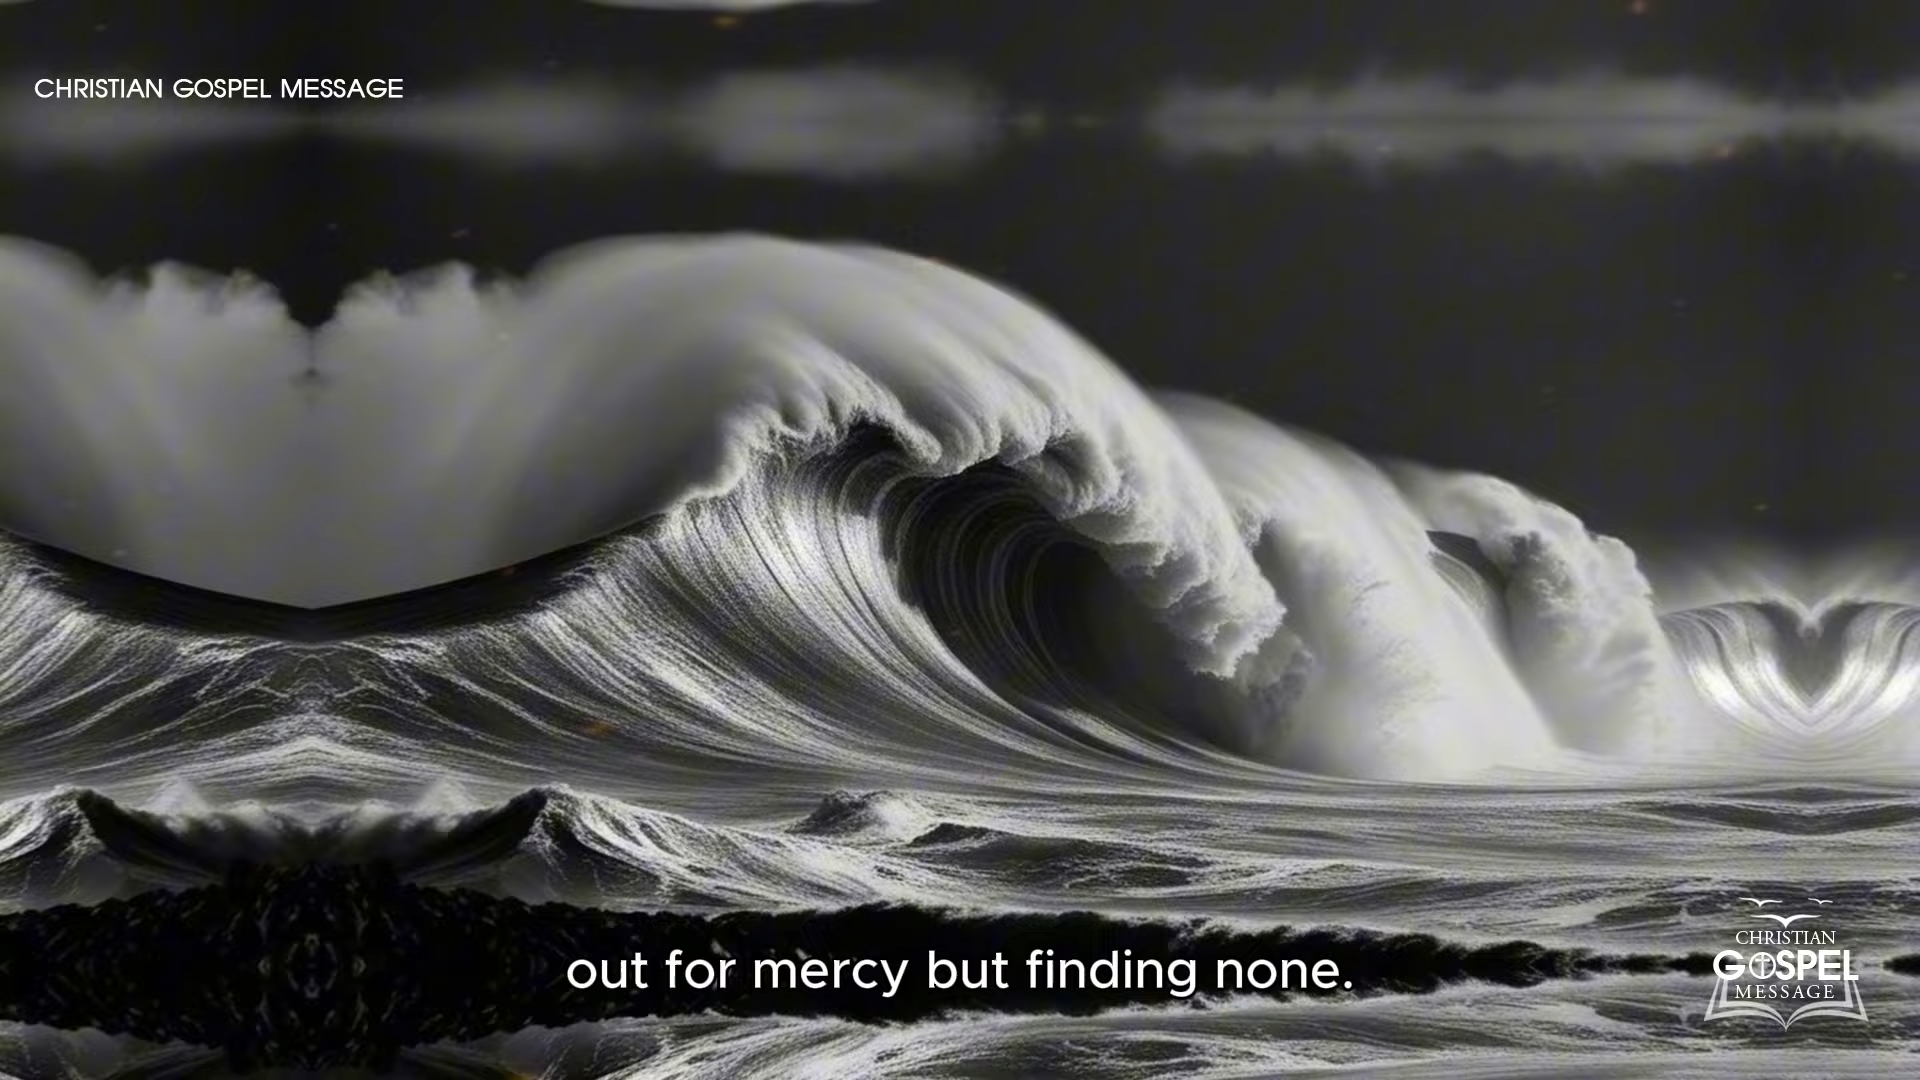 CHRISTIAN GOSPEL MESSAGE
out for mercy but finding none.
CHRISTIAN
GOSPEL
MESSAGE